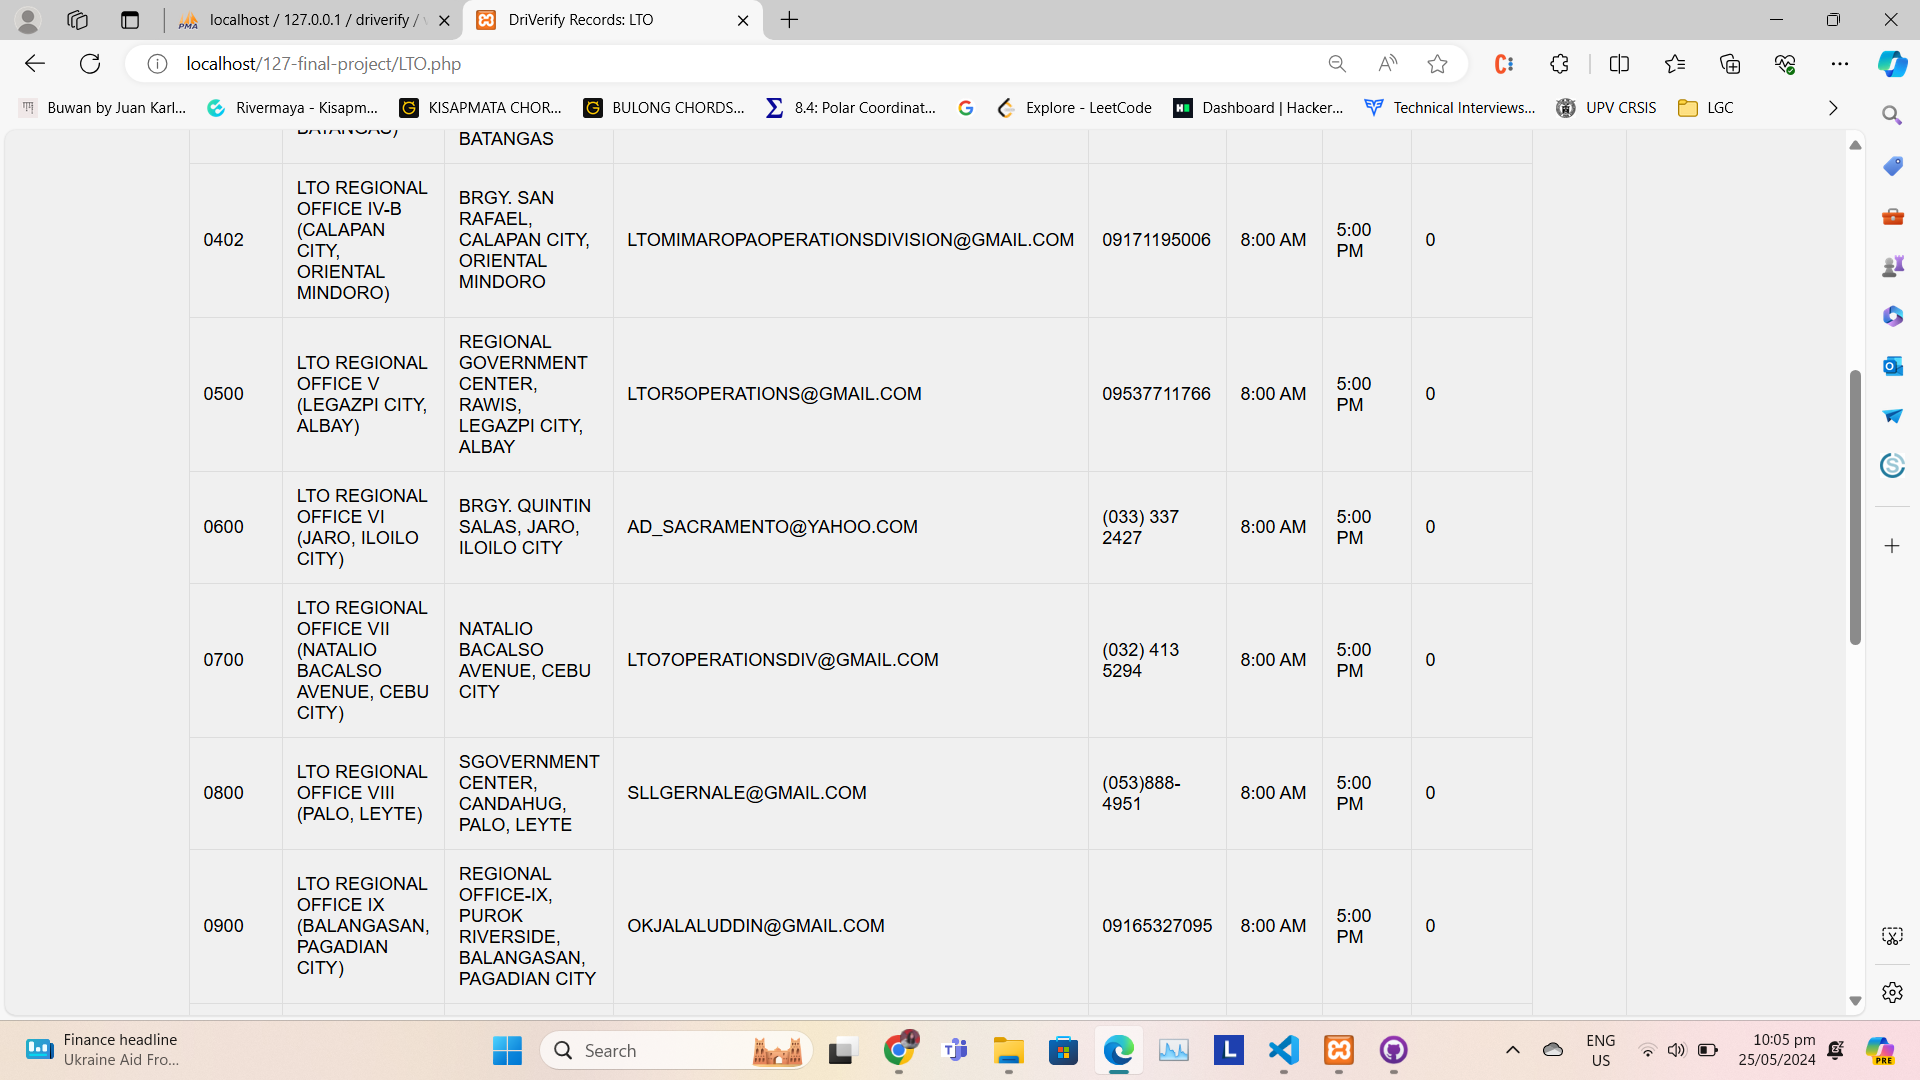 localhost / 127.0.0.1 / driverify /
DriVerify Records: LTO
localhost/127-final-project/LTO.php
Buwan by Juan Karl...
Rivermaya - Kisapm...
KISAPMATA CHOR...
BULONG CHORDS...
8.4: Polar Coordinat...
Explore - LeetCode
Dashboard | Hacker...
Technical Interviews...
UPV CRSIS
LGC
BATANGAS)
BATANGAS
0402
LTO REGIONAL
OFFICE IV-B
(CALAPAN
CITY,
ORIENTAL
MINDORO)
BRGY. SAN
RAFAEL,
CALAPAN CITY,
ORIENTAL
MINDORO
LTOMIMAROPAOPERATIONSDIVISION@GMAIL.COM
09171195006
8:00 AM
5:00
PM
0
0500
LTO REGIONAL
OFFICE V
(LEGAZPI CITY,
ALBAY)
REGIONAL
GOVERNMENT
CENTER,
RAWIS,
LEGAZPI CITY,
ALBAY
LTOR5OPERATIONS@GMAIL.COM
09537711766
8:00 AM
5:00
PM
0
0600
LTO REGIONAL
OFFICE VI
(JARO, ILOILO
CITY)
BRGY. QUINTIN
SALAS, JARO,
ILOILO CITY
AD_SACRAMENTO@YAHOO.COM
(033) 337
2427
8:00 AM
5:00
PM
0
0700
LTO REGIONAL
OFFICE VII
(NATALIO
BACALSO
AVENUE, CEBU
CITY)
NATALIO
BACALSO
AVENUE, CEBU
CITY
LTO7OPERATIONSDIV@GMAIL.COM
(032) 413
5294
8:00 AM
5:00
PM
0
0800
LTO REGIONAL
OFFICE VIII
(PALO, LEYTE)
SGOVERNMENT
CENTER,
CANDAHUG,
PALO, LEYTE
SLLGERNALE@GMAIL.COM
(053)888-
4951
8:00 AM
5:00
PM
0
0900
LTO REGIONAL
OFFICE IX
(BALANGASAN,
PAGADIAN
CITY)
REGIONAL
OFFICE-IX,
PUROK
RIVERSIDE,
BALANGASAN,
PAGADIAN CITY
OKJALALUDDIN@GMAIL.COM
09165327095
8:00 AM
5:00
PM
0
Finance headline
Ukraine Aid Fro...
Search
ENG
US
10:05 pm
25/05/2024